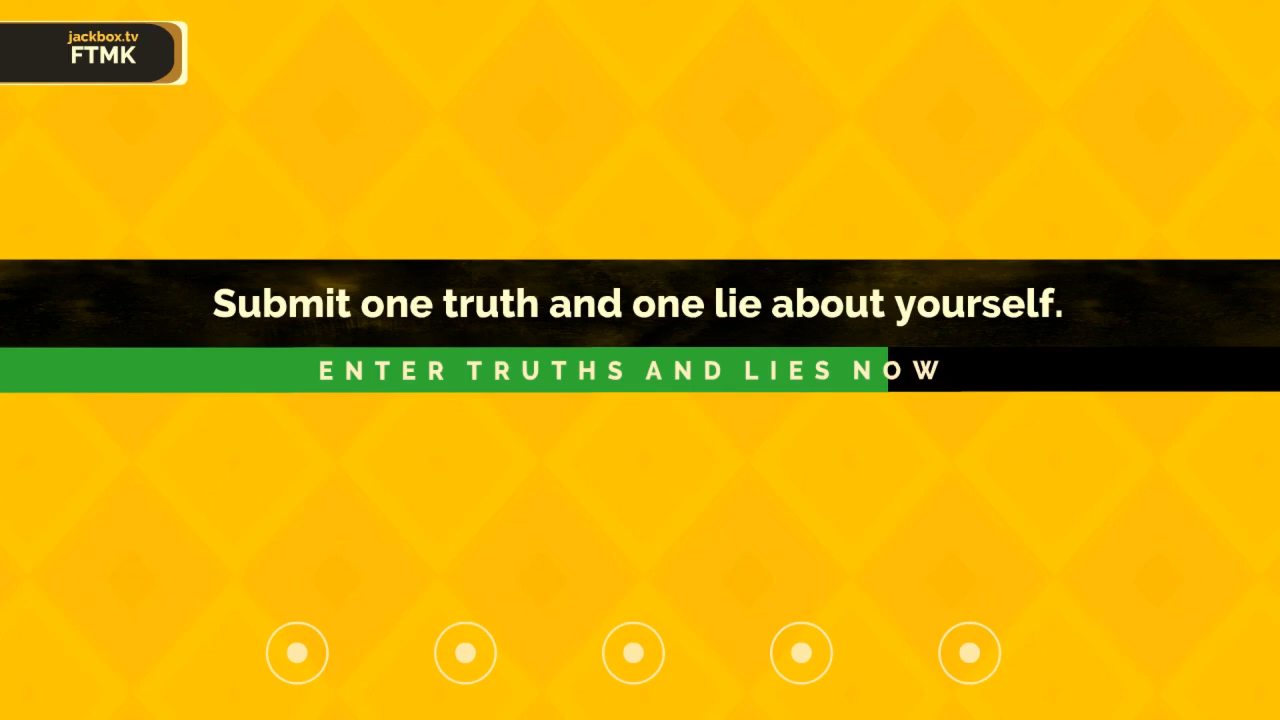 jackbox.tv
FTMK
Submit one truth and one lie about yourself.
ENTER TRUTHS AND LIES NOW